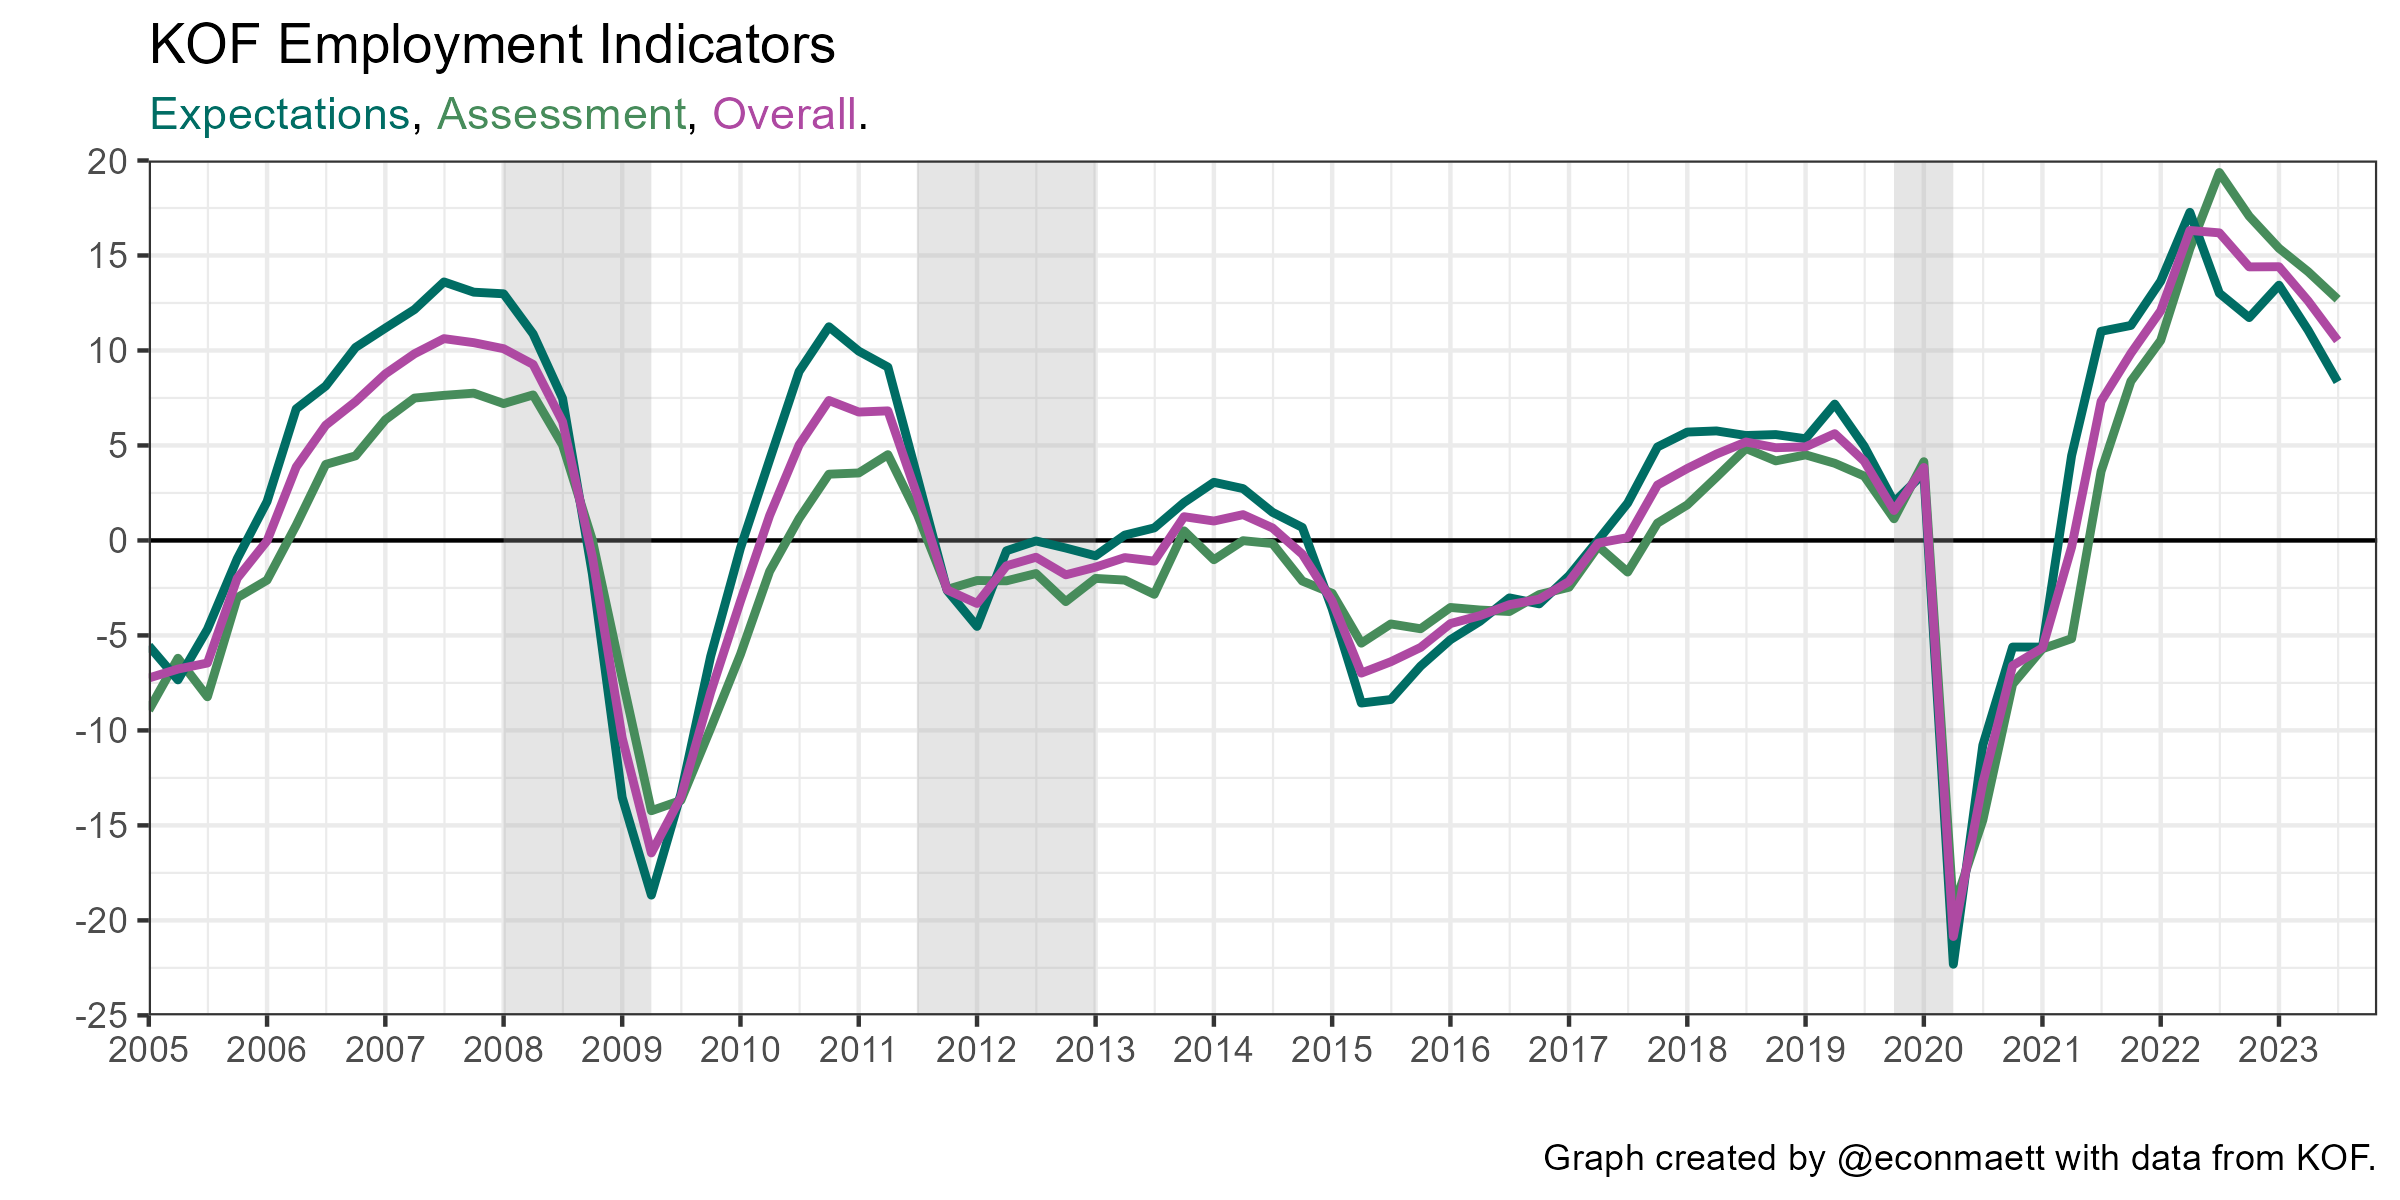 KOF Employment Indicators
Expectations, Assessment, Overall.
20
15
10
5
0
-5
-10
-15
-20
-25
2005 2006 2007 2008 2009 2010 2011 2012 2013 2014 2015 2016 2017 2018 2019 2020 2021 2022 2023
Graph created by @econmaett with data from KOF.